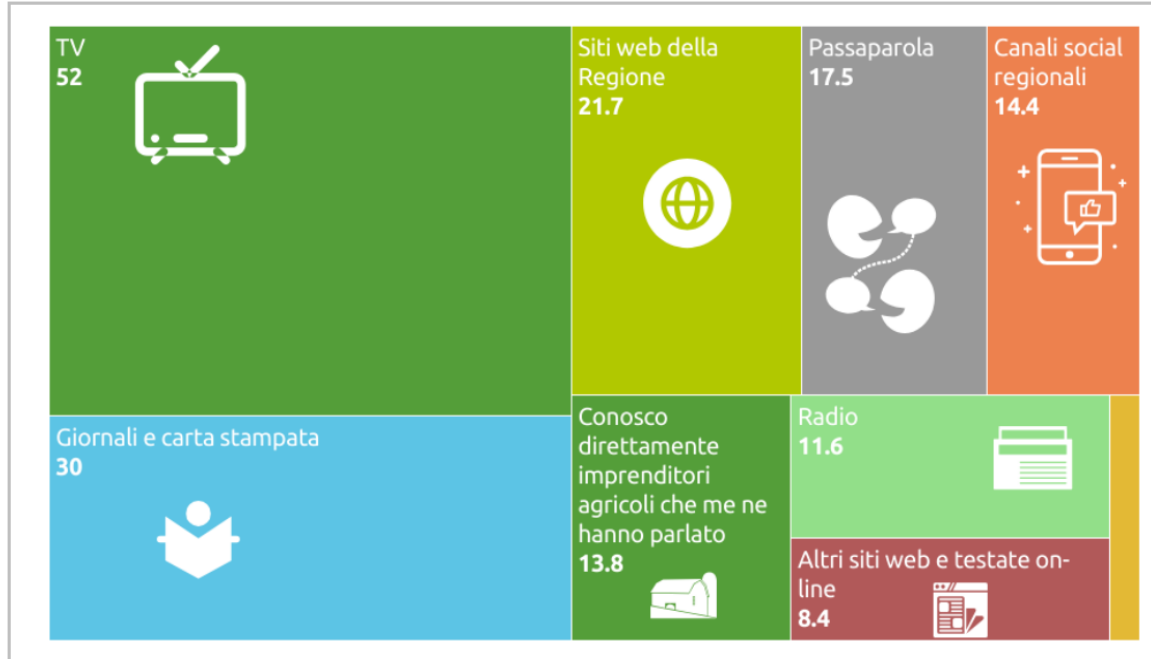 TV
52
Siti web della
Regione
21.7
Passaparola
17.5
Canali social
regionali
14.4
Giornali e carta stampata
30
Conosco
direttamente
imprenditori
agricoli che me ne
hanno parlato
13.8
Radio
11.6
Altri siti web e testate on-
line
8.4